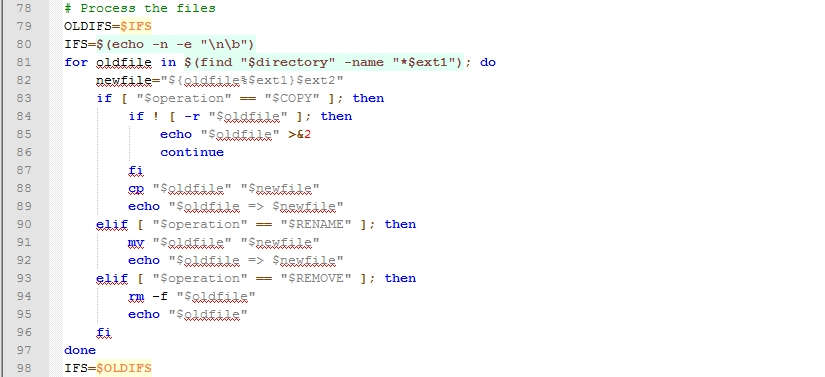 78 # Process the files
79 OLDIFS=$IFS
80 IFS=$(echo -n -e "\n\b")
81 for oldfile in $(find "$directory" -name "*$ext1"); do
82     newfile="${oldfile%$ext1}$ext2"
83     if [ "$operation" == "$COPY" ]; then
84         if ! [ -r "$oldfile" ]; then
85             echo "$oldfile" >&2
86             continue
87         fi
88         cp "$oldfile" "$newfile"
89         echo "$oldfile => $newfile"
90     elif [ "$operation" == "$RENAME" ]; then
91         mv "$oldfile" "$newfile"
92         echo "$oldfile => $newfile"
93     elif [ "$operation" == "$REMOVE" ]; then
94         rm -f "$oldfile"
95         echo "$oldfile"
96     fi
97 done
98 IFS=$OLDIFS